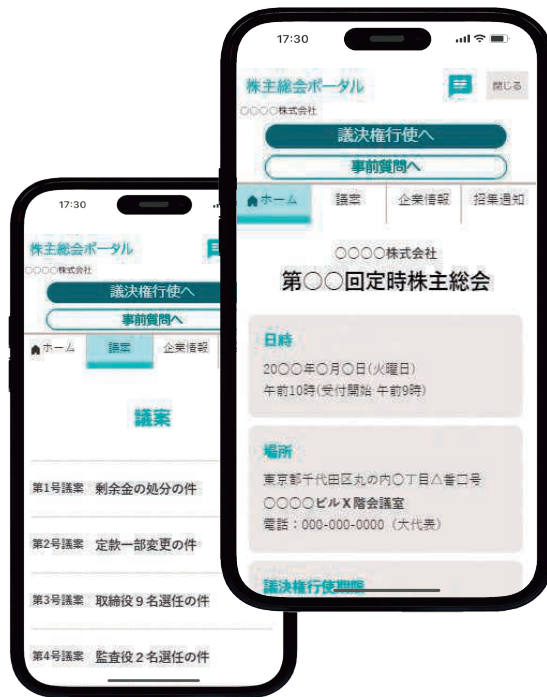 17:30
株主総会ポータル
閉じる
○○○○株式会社
議決権行使へ
事前質問へ
ホーム 議案 企業情報 招集通知
○○○○株式会社
第○○回定時株主総会
日時
20○○年○月○日(火曜日)
午前10時(受付開始 午前9時)
場所
東京都千代田区丸の内○丁目△番□号
○○○○ビルX階会議室
電話：000-000-0000（大代表）
議決権行使期限
17:30
株主総会ポータル
○○○○株式会社
議決権行使へ
事前質問へ
ホーム 議案 企業情報
議案
第1号議案 剰余金の処分の件
第2号議案 定款一部変更の件
第3号議案 取締役９名選任の件
第4号議案 監査役２名選任の件